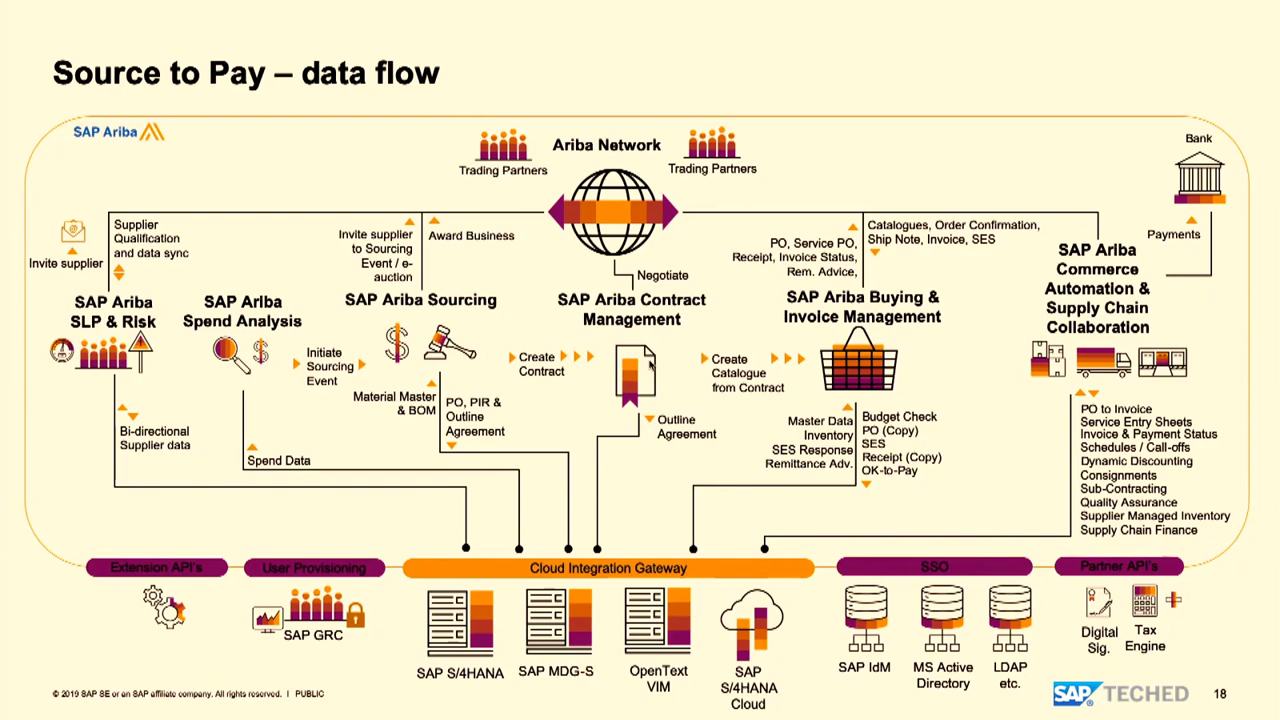 Source to Pay – data flow
SAP Ariba
Trading Partners
Ariba Network
Trading Partners
Bank
Payments
Invite supplier
Supplier
Qualification
and data sync
Invite supplier
to Sourcing
Event / e-
auction
Award Business
Negotiate
PO, Service PO,
Receipt, Invoice Status,
Rem. Advice,
Catalogues, Order Confirmation,
Ship Note, Invoice, SES
SAP Ariba
SLP & Risk
SAP Ariba
Spend Analysis
SAP Ariba Sourcing
SAP Ariba Contract
Management
SAP Ariba Buying &
Invoice Management
SAP Ariba
Commerce
Automation &
Supply Chain
Collaboration
Initiate
Sourcing
Event
Create
Contract
Create
Catalogue
from Contract
Bi-directional
Supplier data
Spend Data
Material Master
& BOM
PO, PIR &
Outline
Agreement
Outline
Agreement
Master Data
Inventory
SES Response
Remittance Adv.
Budget Check
PO (Copy)
SES
Receipt (Copy)
OK-to-Pay
PO to Invoice
Service Entry Sheets
Invoice & Payment Status
Schedules / Call-offs
Dynamic Discounting
Consignments
Sub-Contracting
Quality Assurance
Supplier Managed Inventory
Supply Chain Finance
Extension API's
User Provisioning
Cloud Integration Gateway
SSO
Partner API's
SAP GRC
SAP S/4HANA
SAP MDG-S
OpenText
VIM
SAP
S/4HANA
Cloud
SAP IdM
MS Active
Directory
LDAP
etc.
Digital
Sig.
Tax
Engine
© 2019 SAP SE or an SAP affiliate company. All rights reserved. | PUBLIC
SAP TECHED
18